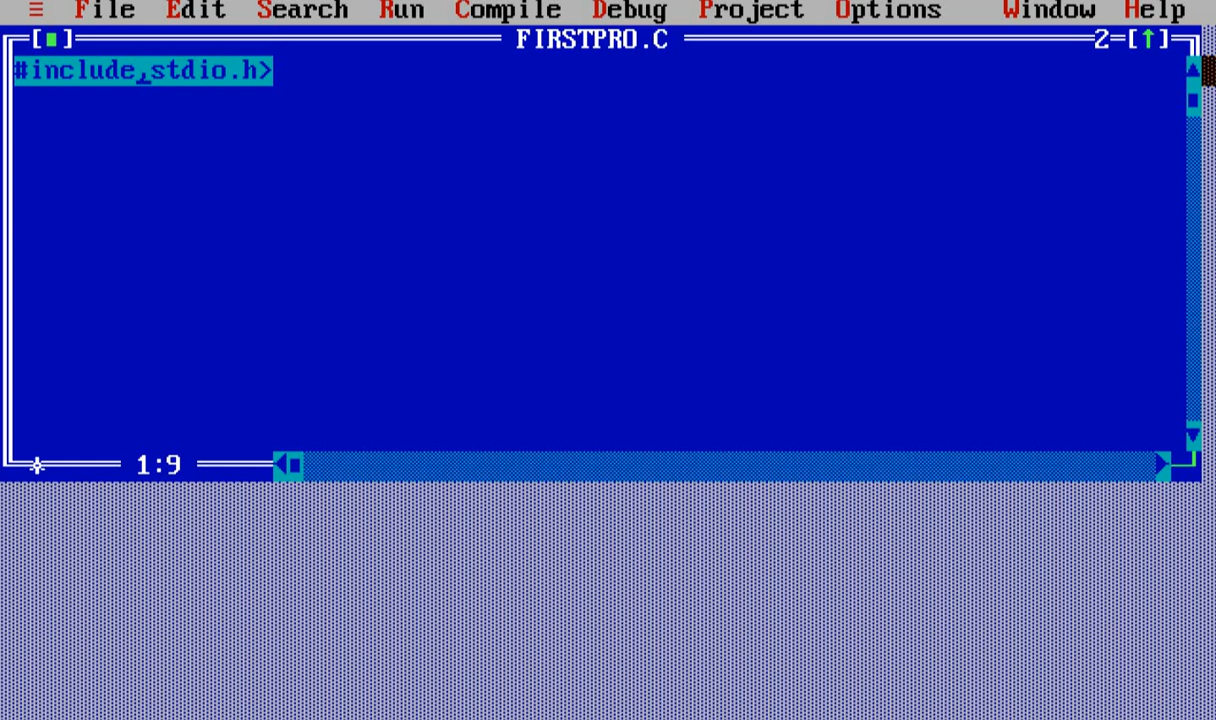 ≡ File Edit Search Run Compile Debug Project Options Window Help
[■] FIRSTPRO.C 2=[↑]
#include stdio.h>
1:9